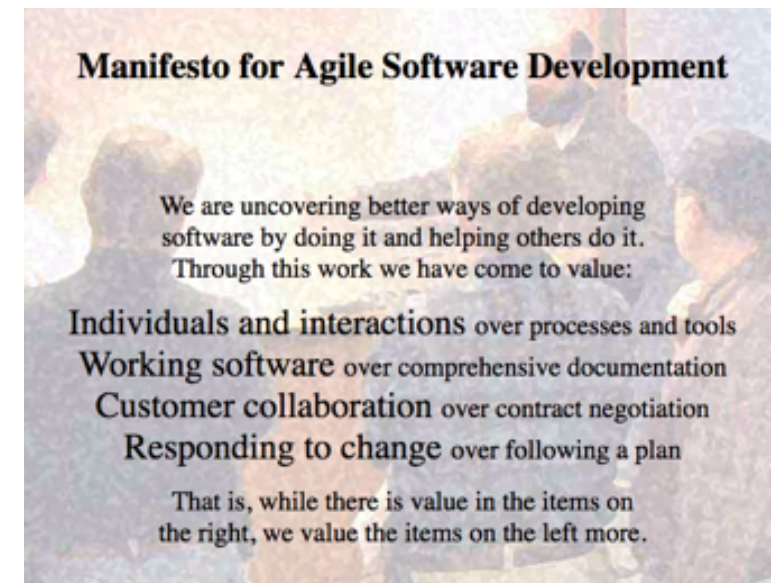 Manifesto for Agile Software Development
We are uncovering better ways of developing
software by doing it and helping others do it.
Through this work we have come to value:
Individuals and interactions over processes and tools
Working software over comprehensive documentation
Customer collaboration over contract negotiation
Responding to change over following a plan
That is, while there is value in the items on
the right, we value the items on the left more.